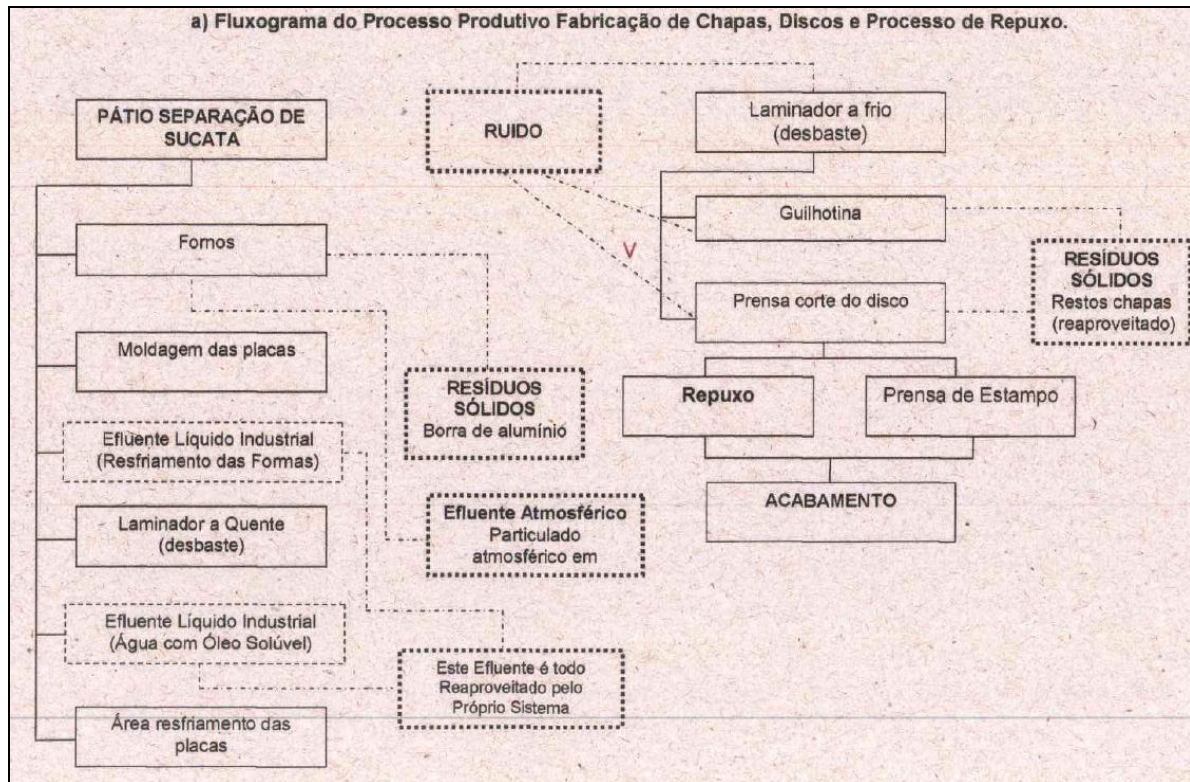 a) Fluxograma do Processo Produtivo Fabricação de Chapas, Discos e Processo de Repuxo.
PÁTIO SEPARAÇÃO DE
SUCATA
Fornos
Moldagem das placas
Efluente Líquido Industrial
(Resfriamento das Formas)
Laminador a Quente
(desbaste)
Efluente Líquido Industrial
(Água com Óleo Solúvel)
Área resfriamento das
placas
RUIDO
V
RESÍDUOS
SÓLIDOS
Borra de alumínio
Efluente Atmosférico
Particulado
atmosférico em
Este Efluente é todo
Reaproveitado pelo
Próprio Sistema
Laminador a frio
(desbaste)
Guilhotina
Prensa corte do disco
RESÍDUOS
SÓLIDOS
Restos chapas
(reaproveitado)
Repuxo
Prensa de Estampo
ACABAMENTO